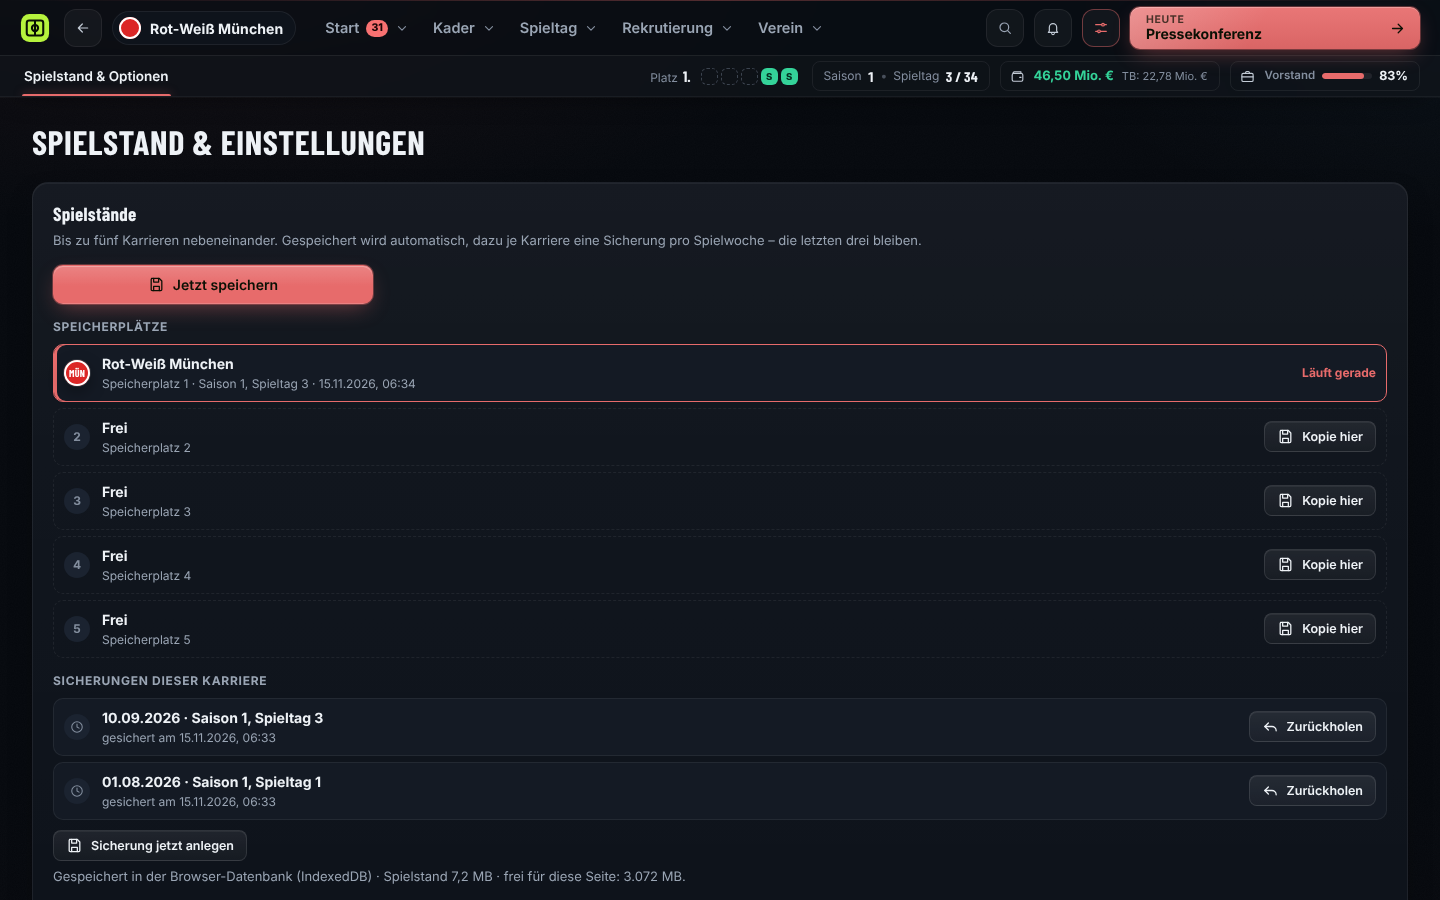 Rot-Weiß München
Start 31
Kader
Spieltag
Rekrutierung
Verein
HEUTE
Pressekonferenz
Spielstand & Optionen
Platz 1.
S S
Saison 1 • Spieltag 3 / 34
46,50 Mio. € TB: 22,78 Mio. €
Vorstand 83%
SPIELSTAND & EINSTELLUNGEN
Spielstände
Bis zu fünf Karrieren nebeneinander. Gespeichert wird automatisch, dazu je Karriere eine Sicherung pro Spielwoche – die letzten drei bleiben.
Jetzt speichern
SPEICHERPLÄTZE
MÜN
Rot-Weiß München
Speicherplatz 1 · Saison 1, Spieltag 3 · 15.11.2026, 06:34
Läuft gerade
2
Frei
Speicherplatz 2
Kopie hier
3
Frei
Speicherplatz 3
Kopie hier
4
Frei
Speicherplatz 4
Kopie hier
5
Frei
Speicherplatz 5
Kopie hier
SICHERUNGEN DIESER KARRIERE
10.09.2026 · Saison 1, Spieltag 3
gesichert am 15.11.2026, 06:33
Zurückholen
01.08.2026 · Saison 1, Spieltag 1
gesichert am 15.11.2026, 06:33
Zurückholen
Sicherung jetzt anlegen
Gespeichert in der Browser-Datenbank (IndexedDB) · Spielstand 7,2 MB · frei für diese Seite: 3.072 MB.